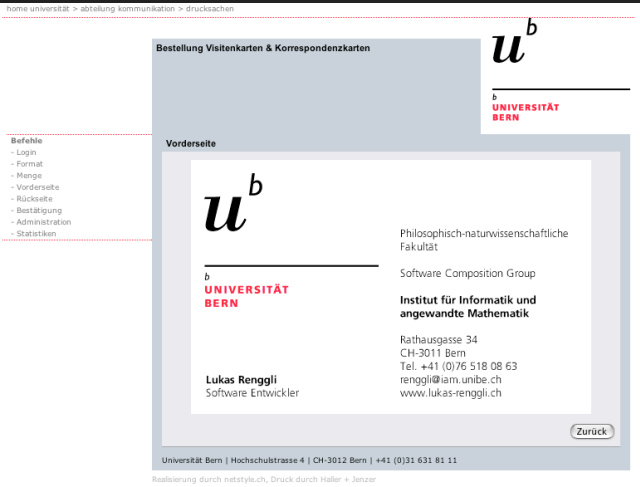 home universität > abteilung kommunikation > drucksachen
Bestellung Visitenkarten & Korrespondenzkarten
u b
b
UNIVERSITÄT
BERN
Befehle
- Login
- Format
- Menge
- Vorderseite
- Rückseite
- Bestätigung
- Administration
- Statistiken
Vorderseite
u b
b
UNIVERSITÄT
BERN
Lukas Renggli
Software Entwickler
Philosophisch-naturwissenschaftliche
Fakultät
Software Composition Group
Institut für Informatik und
angewandte Mathematik
Rathausgasse 34
CH-3011 Bern
Tel. +41 (0)76 518 08 63
renggli@iam.unibe.ch
www.lukas-renggli.ch
Zurück
Universität Bern | Hochschulstrasse 4 | CH-3012 Bern | +41 (0)31 631 81 11
Realisierung durch netstyle.ch, Druck durch Haller + Jenzer